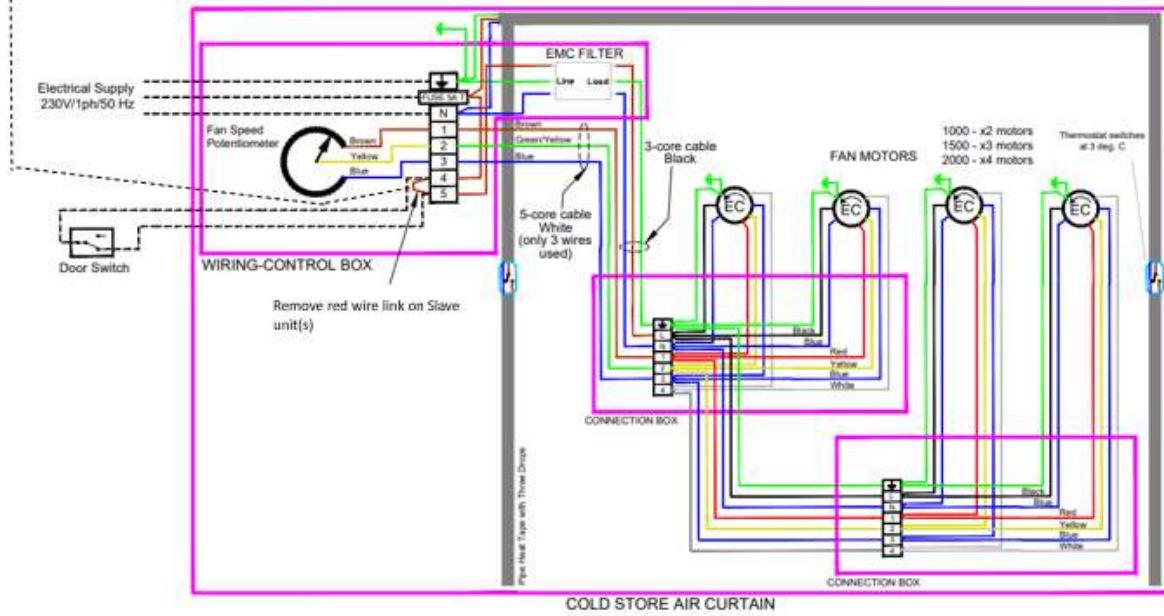 EMC FILTER
Line Load
Electrical Supply
230V/1ph/50 Hz
FUSE 5A T
N
1
2
3
4
5
Fan Speed
Potentiometer
Brown
Yellow
Blue
Brown
Green/Yellow
Blue
3-core cable
Black
5-core cable
White
(only 3 wires
used)
FAN MOTORS
1000 - x2 motors
1500 - x3 motors
2000 - x4 motors
Thermostat switches
at 3 deg. C
EC
EC
EC
EC
Door Switch
WIRING-CONTROL BOX
Remove red wire link on Slave
unit(s)
L
N
1
2
3
4
Black
Blue
Red
Yellow
Blue
White
CONNECTION BOX
Pipe Heat Tape with Three Drops
L
N
1
2
3
4
Black
Blue
Red
Yellow
Blue
White
CONNECTION BOX
COLD STORE AIR CURTAIN